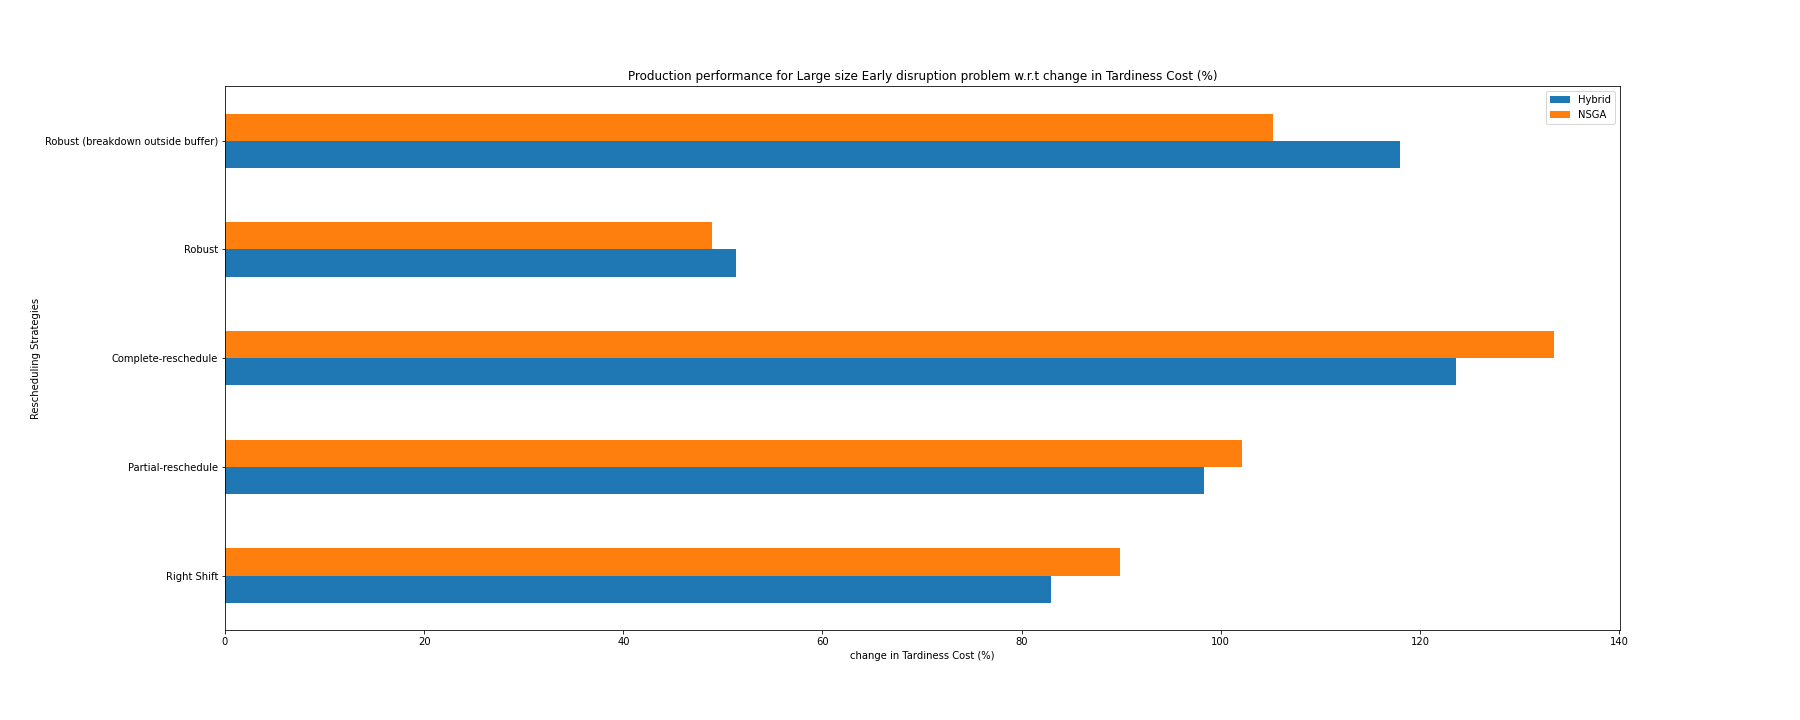 Production performance for Large size Early disruption problem w.r.t change in Tardiness Cost (%)
Hybrid
NSGA
Robust (breakdown outside buffer)
Robust
Complete-reschedule
Partial-reschedule
Right Shift
Rescheduling Strategies
0 20 40 60 80 100 120 140
change in Tardiness Cost (%)